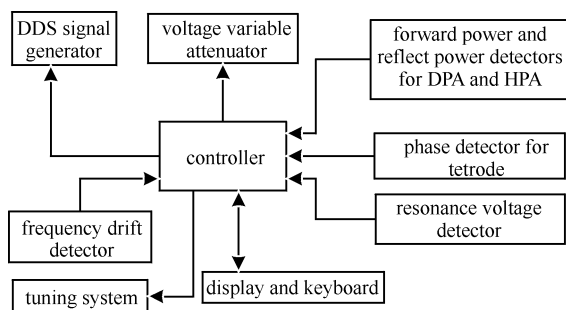 DDS signal
generator
voltage variable
attenuator
forward power and
reflect power detectors
for DPA and HPA
controller
phase detector for
tetrode
resonance voltage
detector
frequency drift
detector
display and keyboard
tuning system